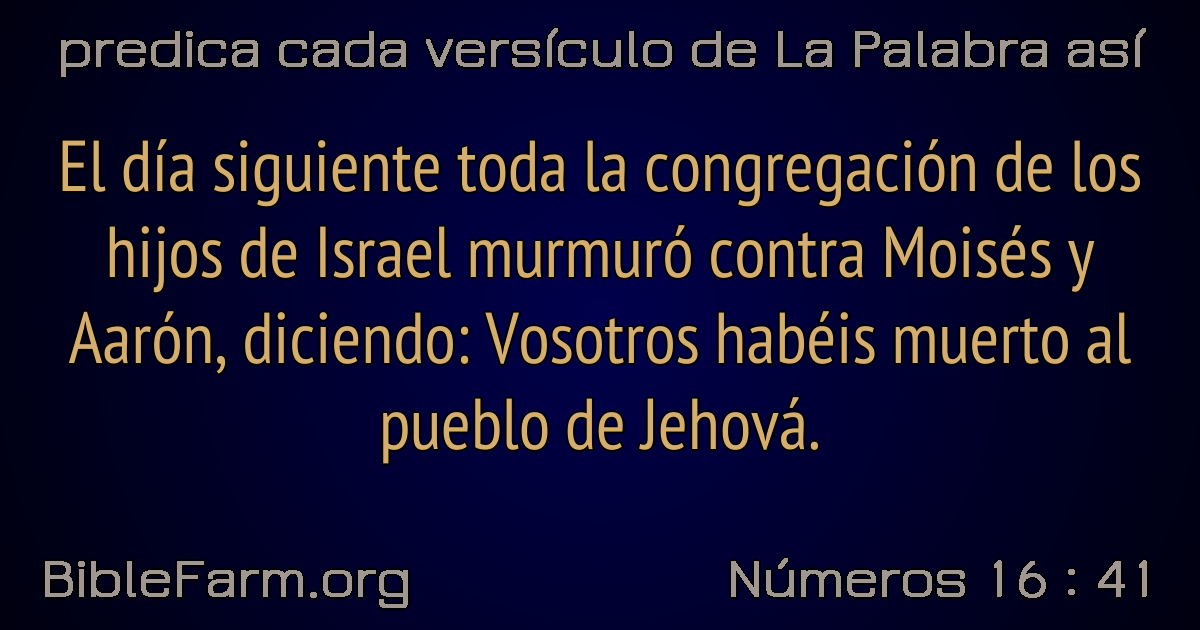 predica cada versículo de La Palabra así
El día siguiente toda la congregación de los
hijos de Israel murmuró contra Moisés y
Aarón, diciendo: Vosotros habéis muerto al
pueblo de Jehová.
BibleFarm.org
Números 16 : 41